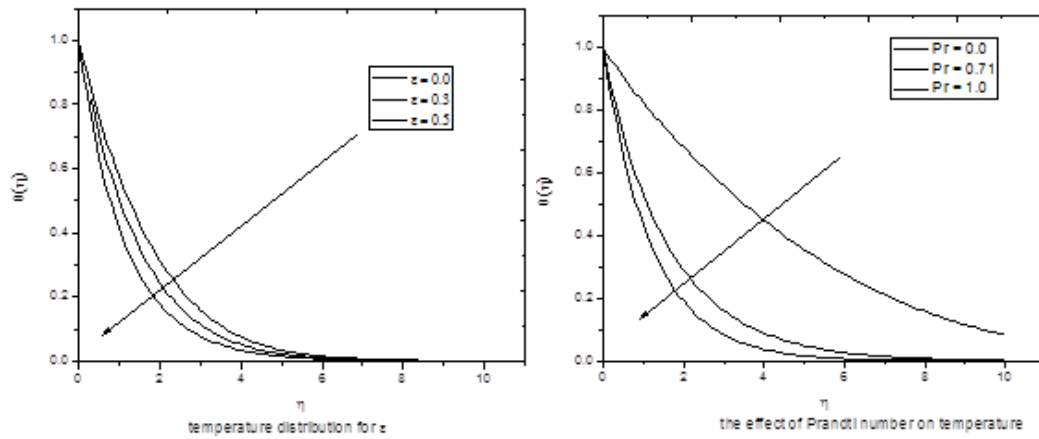 1.0
0.8
0.6
0.4
0.2
0.0
θ(η)
ε = 0.0
ε = 0.3
ε = 0.5
0 2 4 6 8 10
η
temperature distribution for ε
1.0
0.8
0.6
0.4
0.2
0.0
θ(η)
Pr = 0.0
Pr = 0.71
Pr = 1.0
0 2 4 6 8 10
η
the effect of Prandtl number on temperature